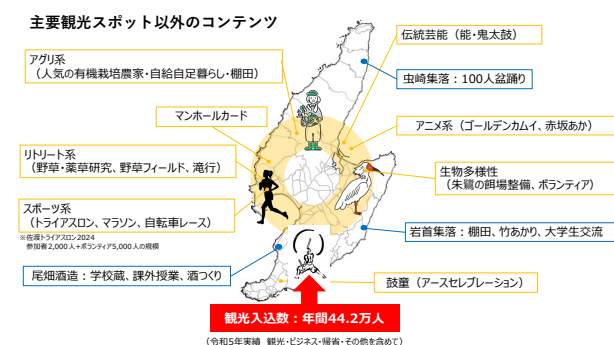 主要観光スポット以外のコンテンツ
伝統芸能（能・鬼太鼓）
アグリ系
（人気の有機栽培農家・自給自足暮らし・棚田）
虫崎集落：100人盆踊り
マンホールカード
アニメ系（ゴールデンカムイ、赤坂あか）
リトリート系
（野草・薬草研究、野草フィールド、滝行）
生物多様性
（朱鷺の餌場整備、ボランティア）
スポーツ系
（トライアスロン、マラソン、自転車レース）
※佐渡トライアスロン2024
参加者2,000人+ボランティア5,000人の規模
岩首集落：棚田、竹あかり、大学生交流
尾畑酒造：学校蔵、課外授業、酒つくり
鼓童（アースセレブレーション）
観光入込数：年間44.2万人
（令和5年実績　観光・ビジネス・帰省・その他を含めて）